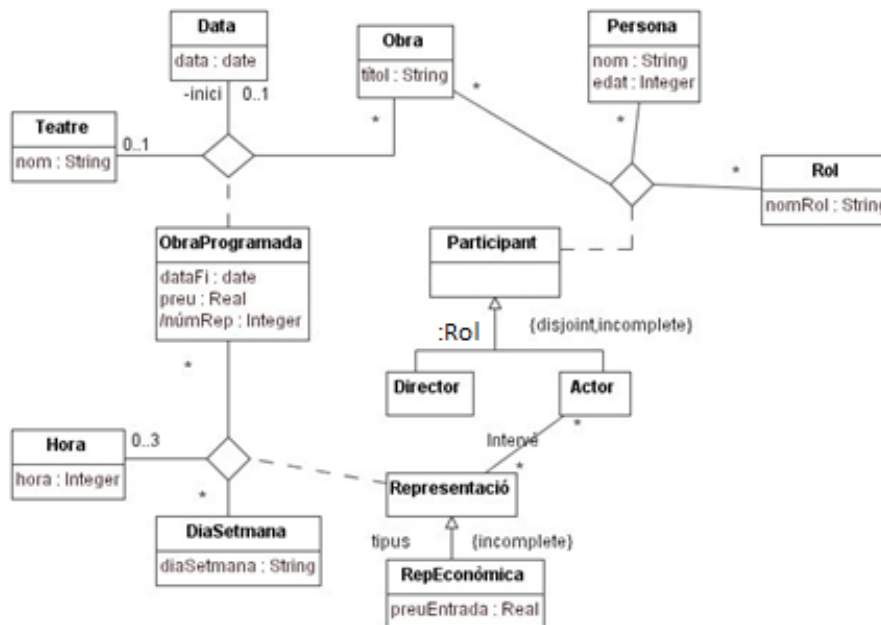 Data
data : date
-inici
0..1
Obra
títol : String
*
*
Persona
nom : String
edat : Integer
*
Teatre
nom : String
0..1
*
Rol
nomRol : String
ObraProgramada
dataFi : date
preu : Real
/númRep : Integer
*
Participant
:Rol
{disjoint,incomplete}
Director
Actor
*
Intervé
*
Hora
hora : Integer
0..3
*
Representació
DiaSetmana
diaSetmana : String
tipus
{incomplete}
RepEconómica
preuEntrada : Real